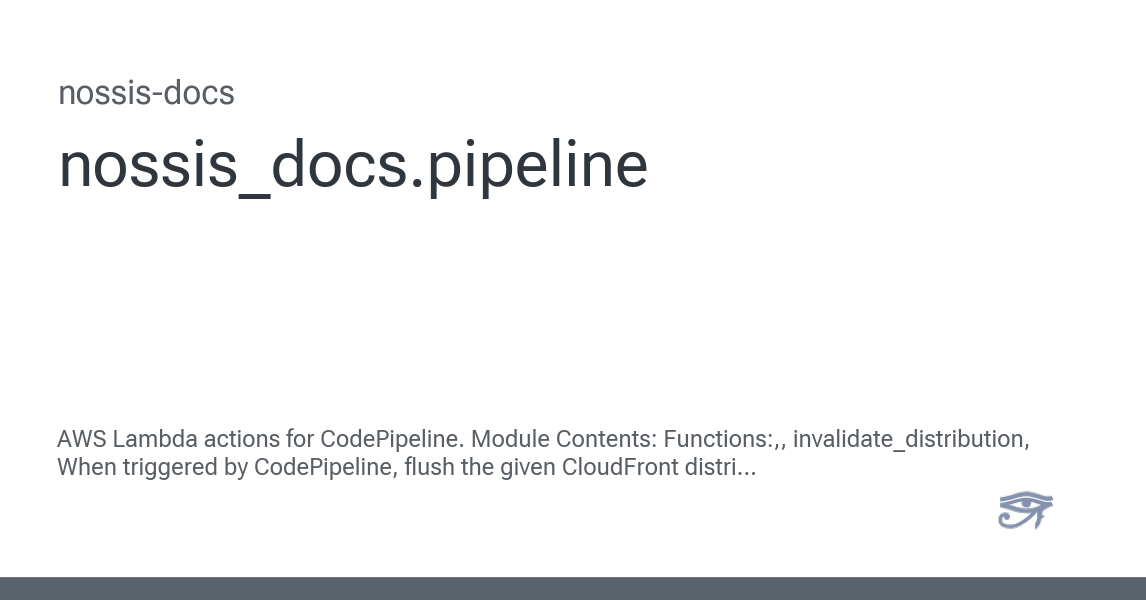 nossis-docs
nossis_docs.pipeline
AWS Lambda actions for CodePipeline. Module Contents: Functions:,, invalidate_distribution,
When triggered by CodePipeline, flush the given CloudFront distri...